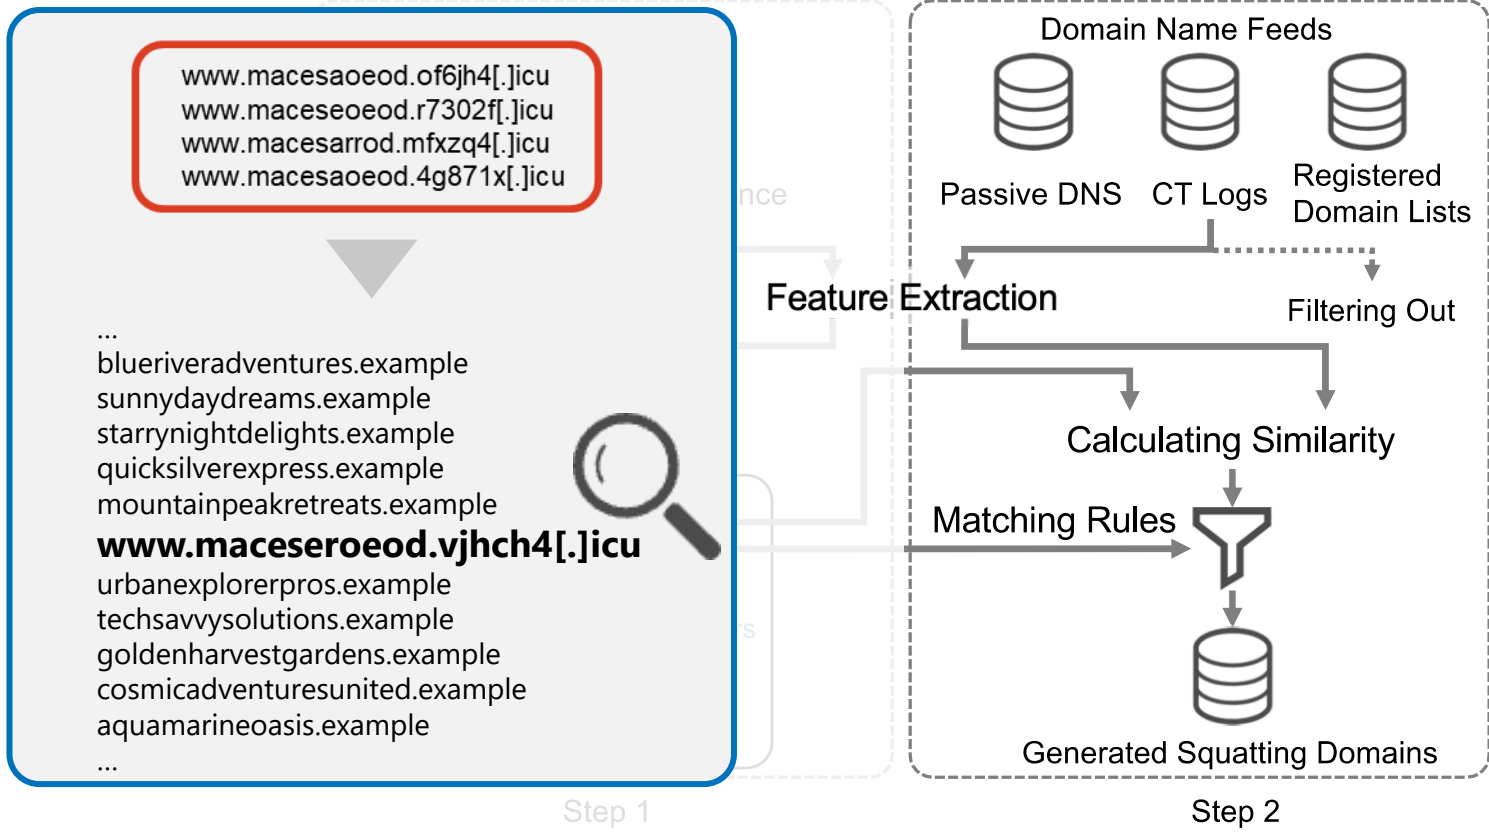 www.macesaoeod.of6jh4[.]icu
www.maceseoeod.r7302f[.]icu
www.macesarrod.mfxzq4[.]icu
www.macesaoeod.4g871x[.]icu
...
blueriveradventures.example
sunnydaydreams.example
starrynightdelights.example
quicksilverexpress.example
mountainpeakretreats.example
www.maceseroeod.vjhch4[.]icu
urbanexplorerpros.example
techsavvysolutions.example
goldenharvestgardens.example
cosmicadventuresunited.example
aquamarineoasis.example
...
Step 1
Domain Name Feeds
Passive DNS
CT Logs
Registered
Domain Lists
Feature Extraction
Filtering Out
Calculating Similarity
Matching Rules
Generated Squatting Domains
Step 2